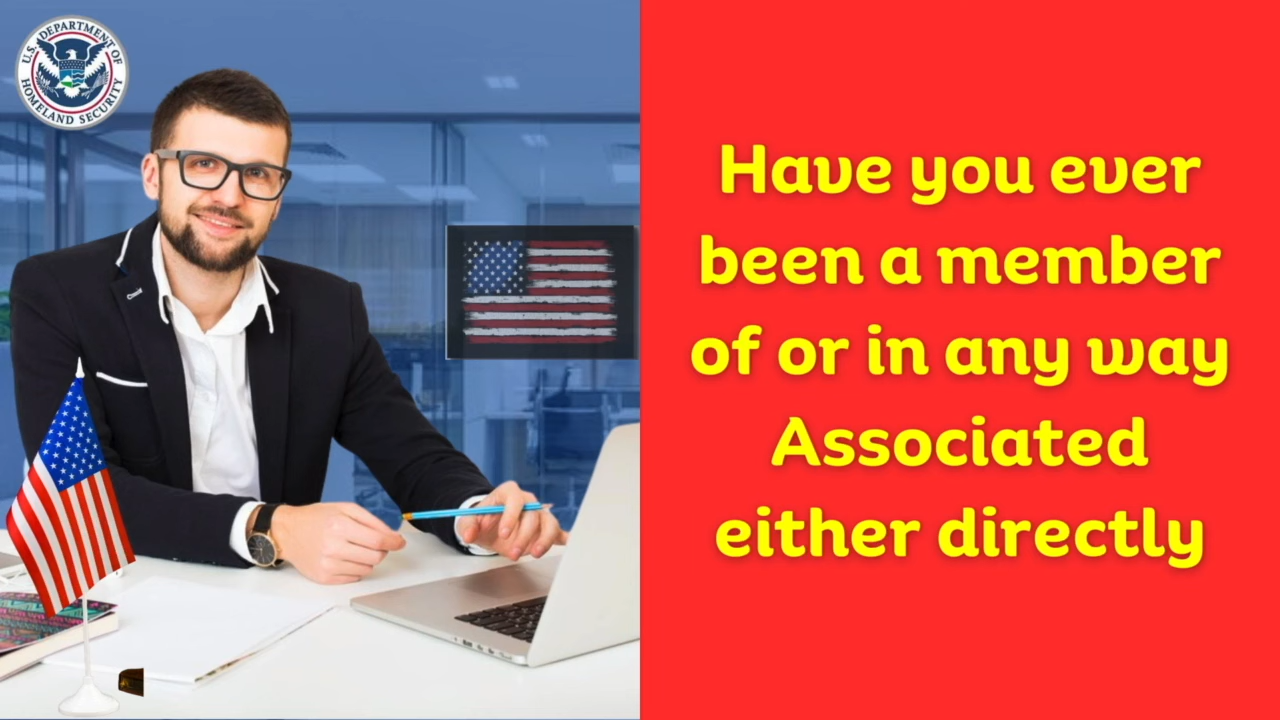 U.S. DEPARTMENT OF
HOMELAND SECURITY
Have you ever
been a member
of or in any way
Associated
either directly